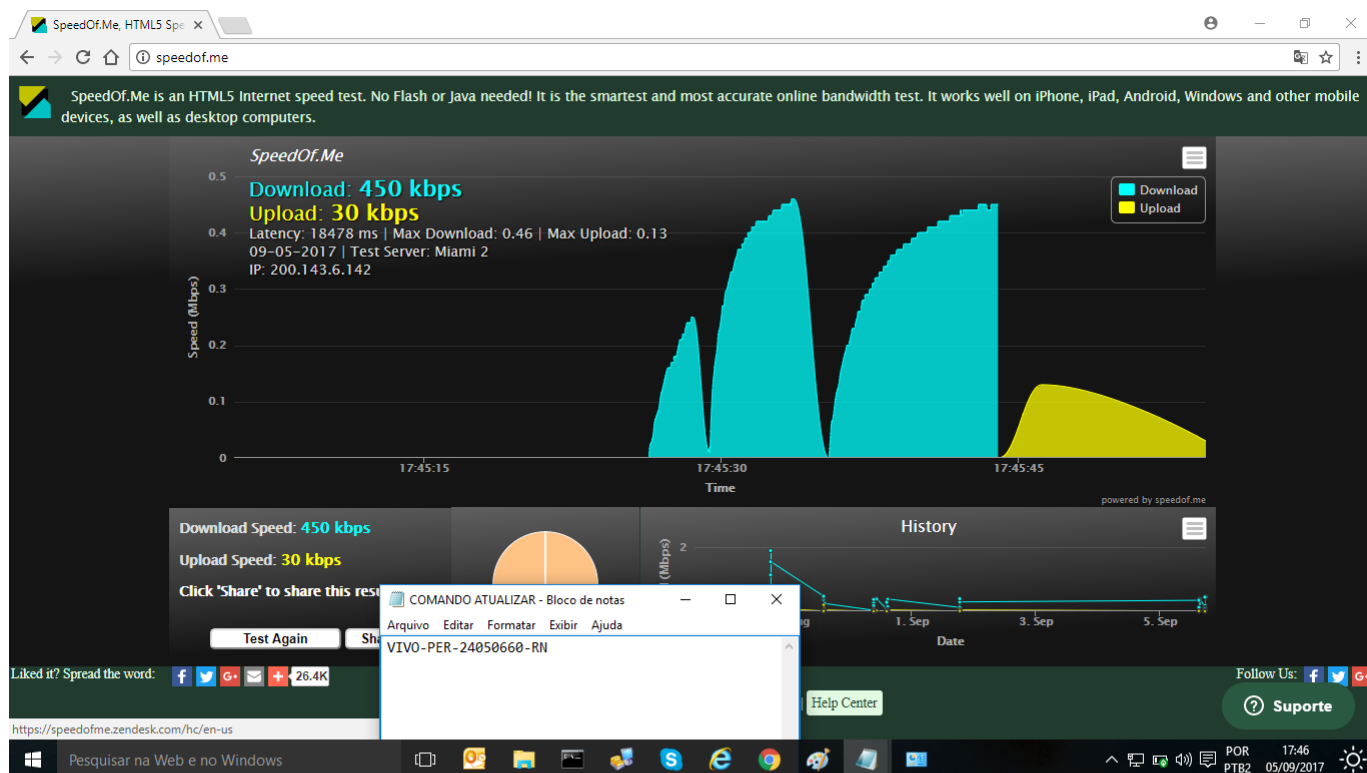 SpeedOf.Me, HTML5 Spe
speedof.me
SpeedOf.Me is an HTML5 Internet speed test. No Flash or Java needed! It is the smartest and most accurate online bandwidth test. It works well on iPhone, iPad, Android, Windows and other mobile
devices, as well as desktop computers.
SpeedOf.Me
Download: 450 kbps
Upload: 30 kbps
Latency: 18478 ms | Max Download: 0.46 | Max Upload: 0.13
09-05-2017 | Test Server: Miami 2
IP: 200.143.6.142
Download
Upload
0.5
0.4
0.3
0.2
0.1
0
Speed (Mbps)
17:45:15 17:45:30 17:45:45
Time
powered by speedof.me
Download Speed: 450 kbps
Upload Speed: 30 kbps
Click 'Share' to share this resu
Test Again Sha
History
2
(Mbps)
1. Sep 3. Sep 5. Sep
Date
COMANDO ATUALIZAR - Bloco de notas
Arquivo Editar Formatar Exibir Ajuda
VIVO-PER-24050660-RN
Liked it? Spread the word:
26.4K
Help Center
Follow Us:
Suporte
https://speedofme.zendesk.com/hc/en-us
Pesquisar na Web e no Windows
POR 17:46
PTB2 05/09/2017